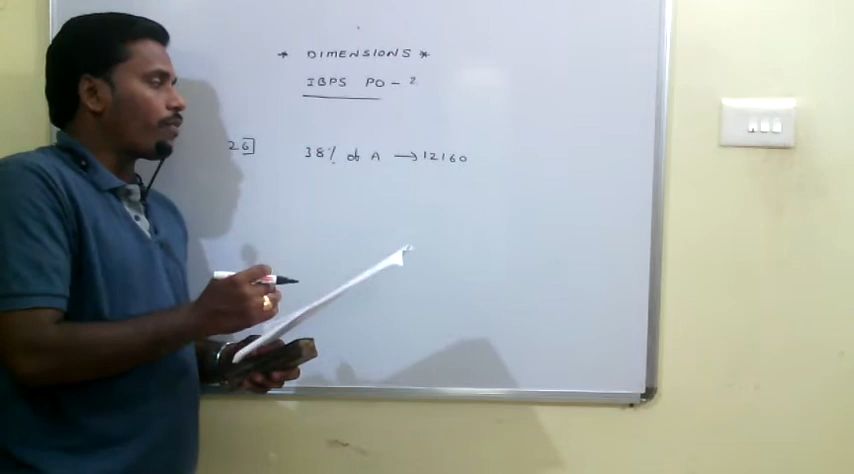 * DIMENSIONS *
IBPS PO - 2
26] 38% of A → 12160